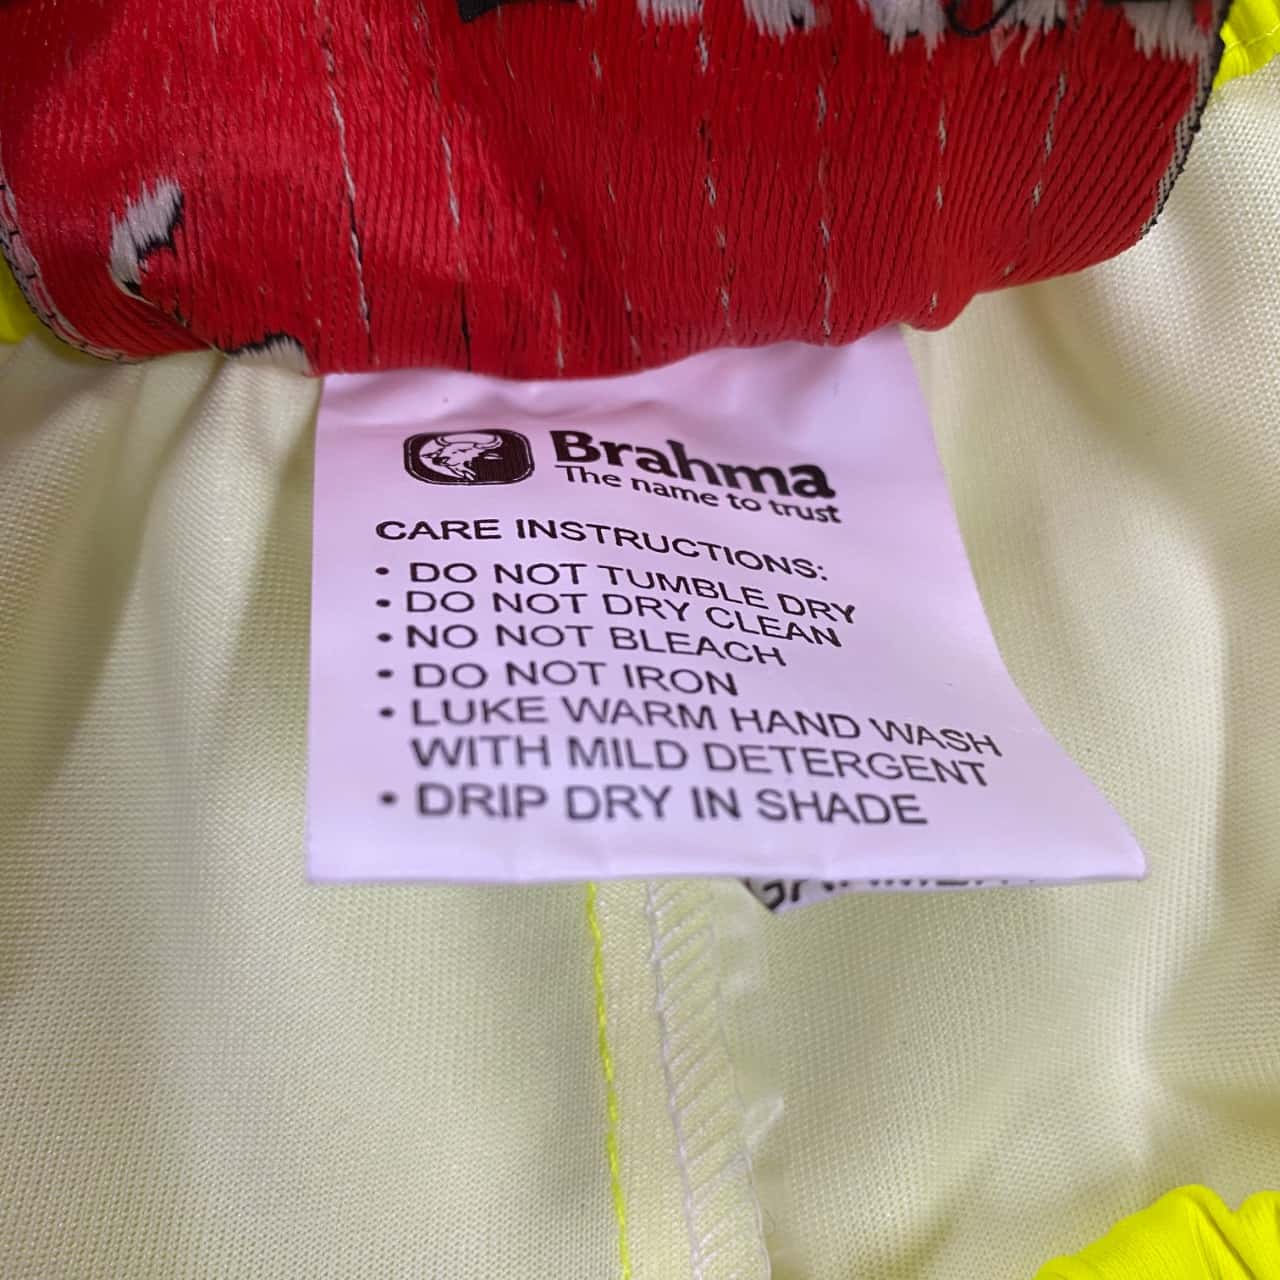 Brahma
The name to trust
CARE INSTRUCTIONS:
• DO NOT TUMBLE DRY
• DO NOT DRY CLEAN
• NO NOT BLEACH
• DO NOT IRON
• LUKE WARM HAND WASH
WITH MILD DETERGENT
• DRIP DRY IN SHADE